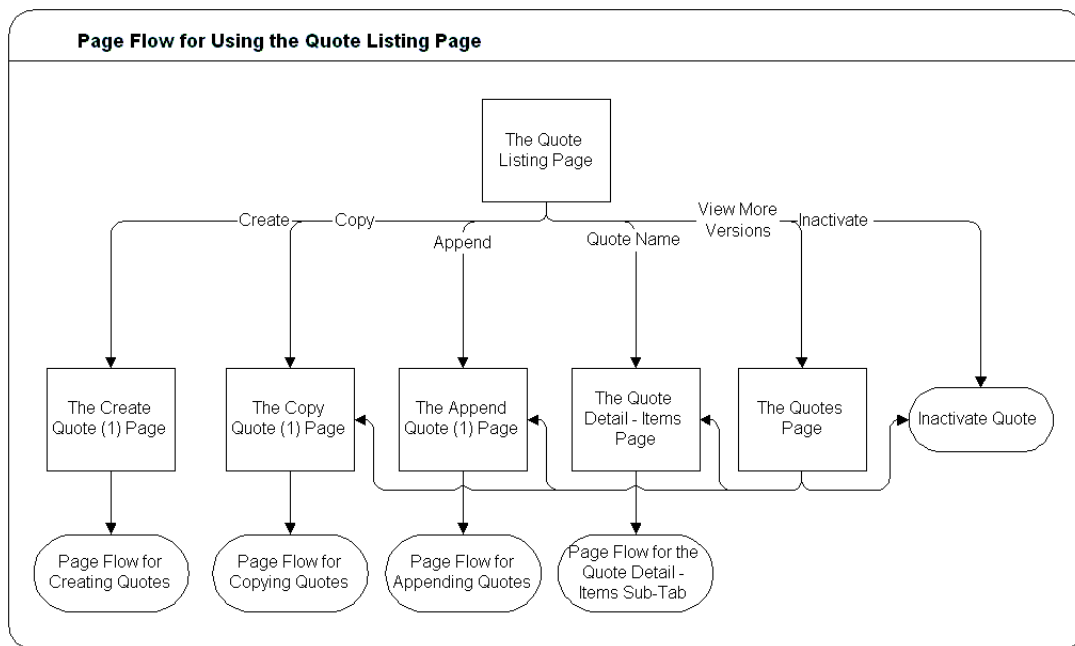 Page Flow for Using the Quote Listing Page
The Quote
Listing Page
Create
Copy
Append
Quote Name
View More
Versions
Inactivate
The Create
Quote (1) Page
The Copy
Quote (1) Page
The Append
Quote (1) Page
The Quote
Detail - Items
Page
The Quotes
Page
Inactivate Quote
Page Flow for
Creating Quotes
Page Flow for
Copying Quotes
Page Flow for
Appending Quotes
Page Flow for the
Quote Detail -
Items Sub-Tab